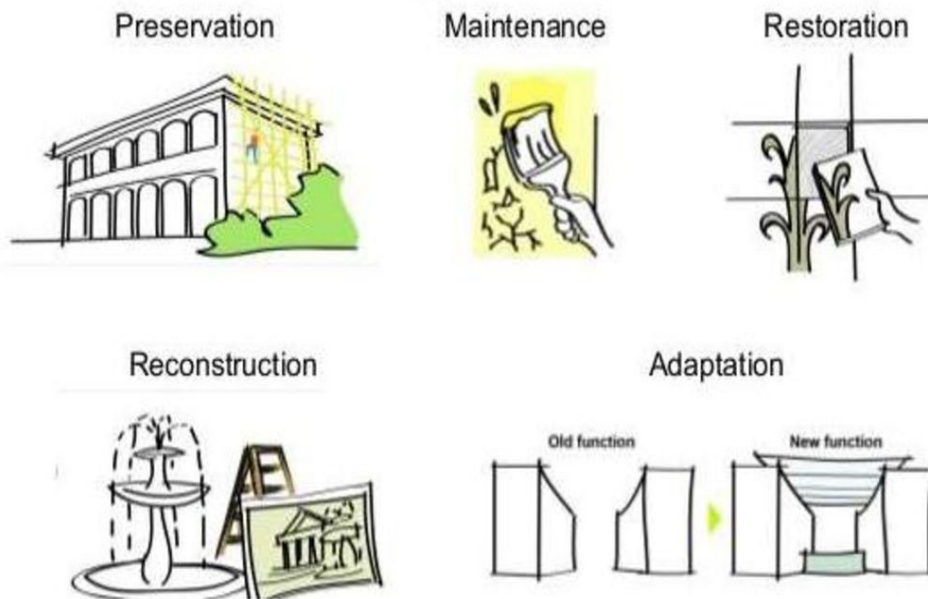 Preservation
Maintenance
Restoration
Reconstruction
Adaptation
Old function
New function